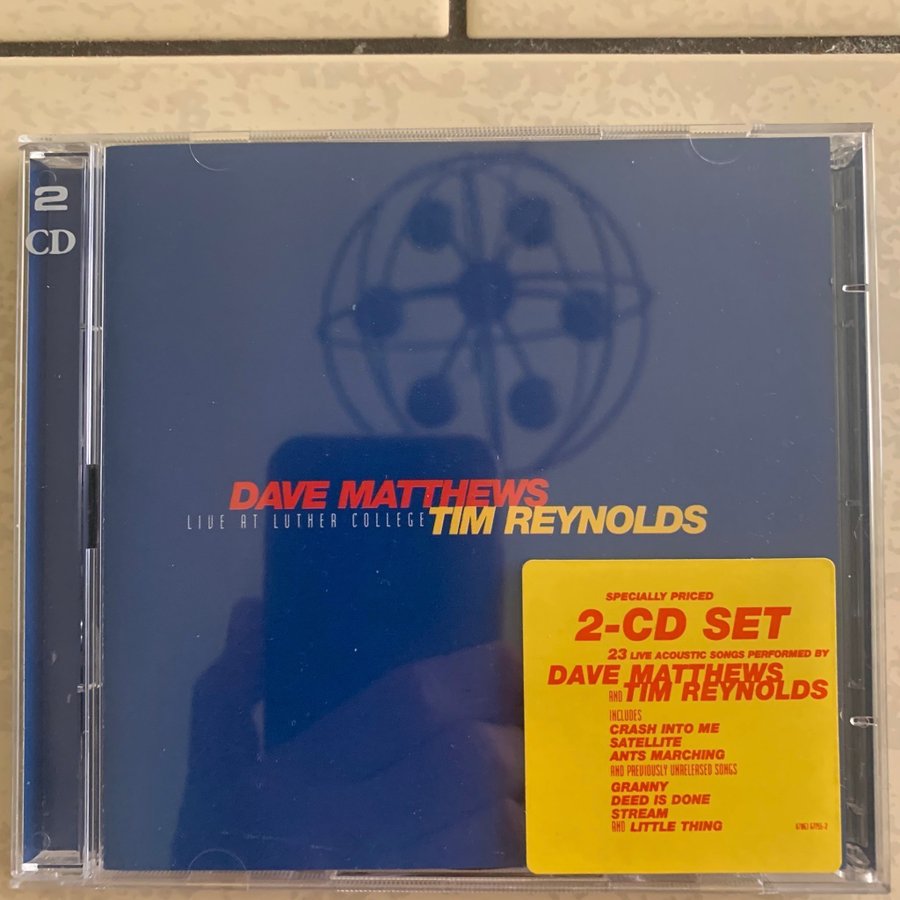 2
CD
DAVE MATTHEWS
LIVE AT LUTHER COLLEGE TIM REYNOLDS
SPECIALLY PRICED
2-CD SET
23 LIVE ACOUSTIC SONGS PERFORMED BY
DAVE MATTHEWS
AND TIM REYNOLDS
INCLUDES
CRASH INTO ME
SATELLITE
ANTS MARCHING
AND PREVIOUSLY UNRELEASED SONGS
GRANNY
DEED IS DONE
STREAM
AND LITTLE THING